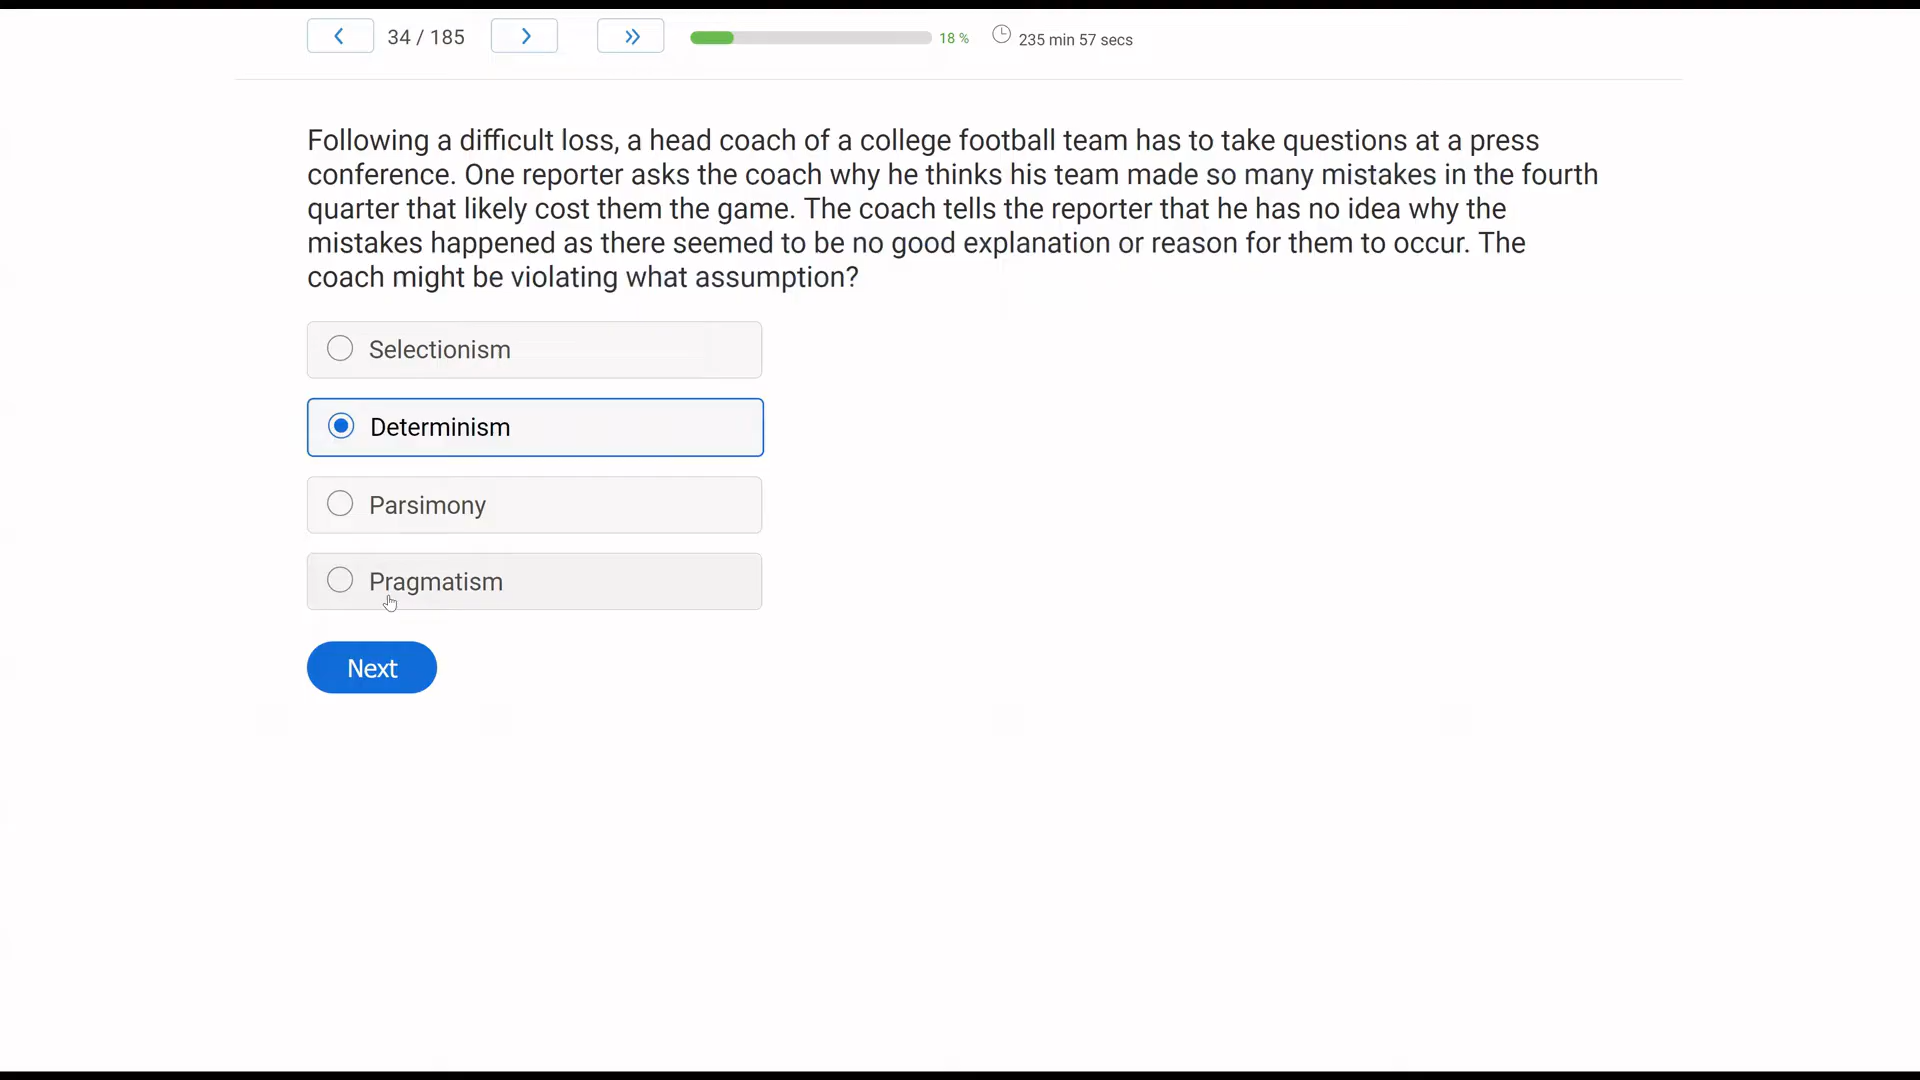 34 / 185
18 %
235 min 57 secs
Following a difficult loss, a head coach of a college football team has to take questions at a press
conference. One reporter asks the coach why he thinks his team made so many mistakes in the fourth
quarter that likely cost them the game. The coach tells the reporter that he has no idea why the
mistakes happened as there seemed to be no good explanation or reason for them to occur. The
coach might be violating what assumption?
Selectionism
Determinism
Parsimony
Pragmatism
Next